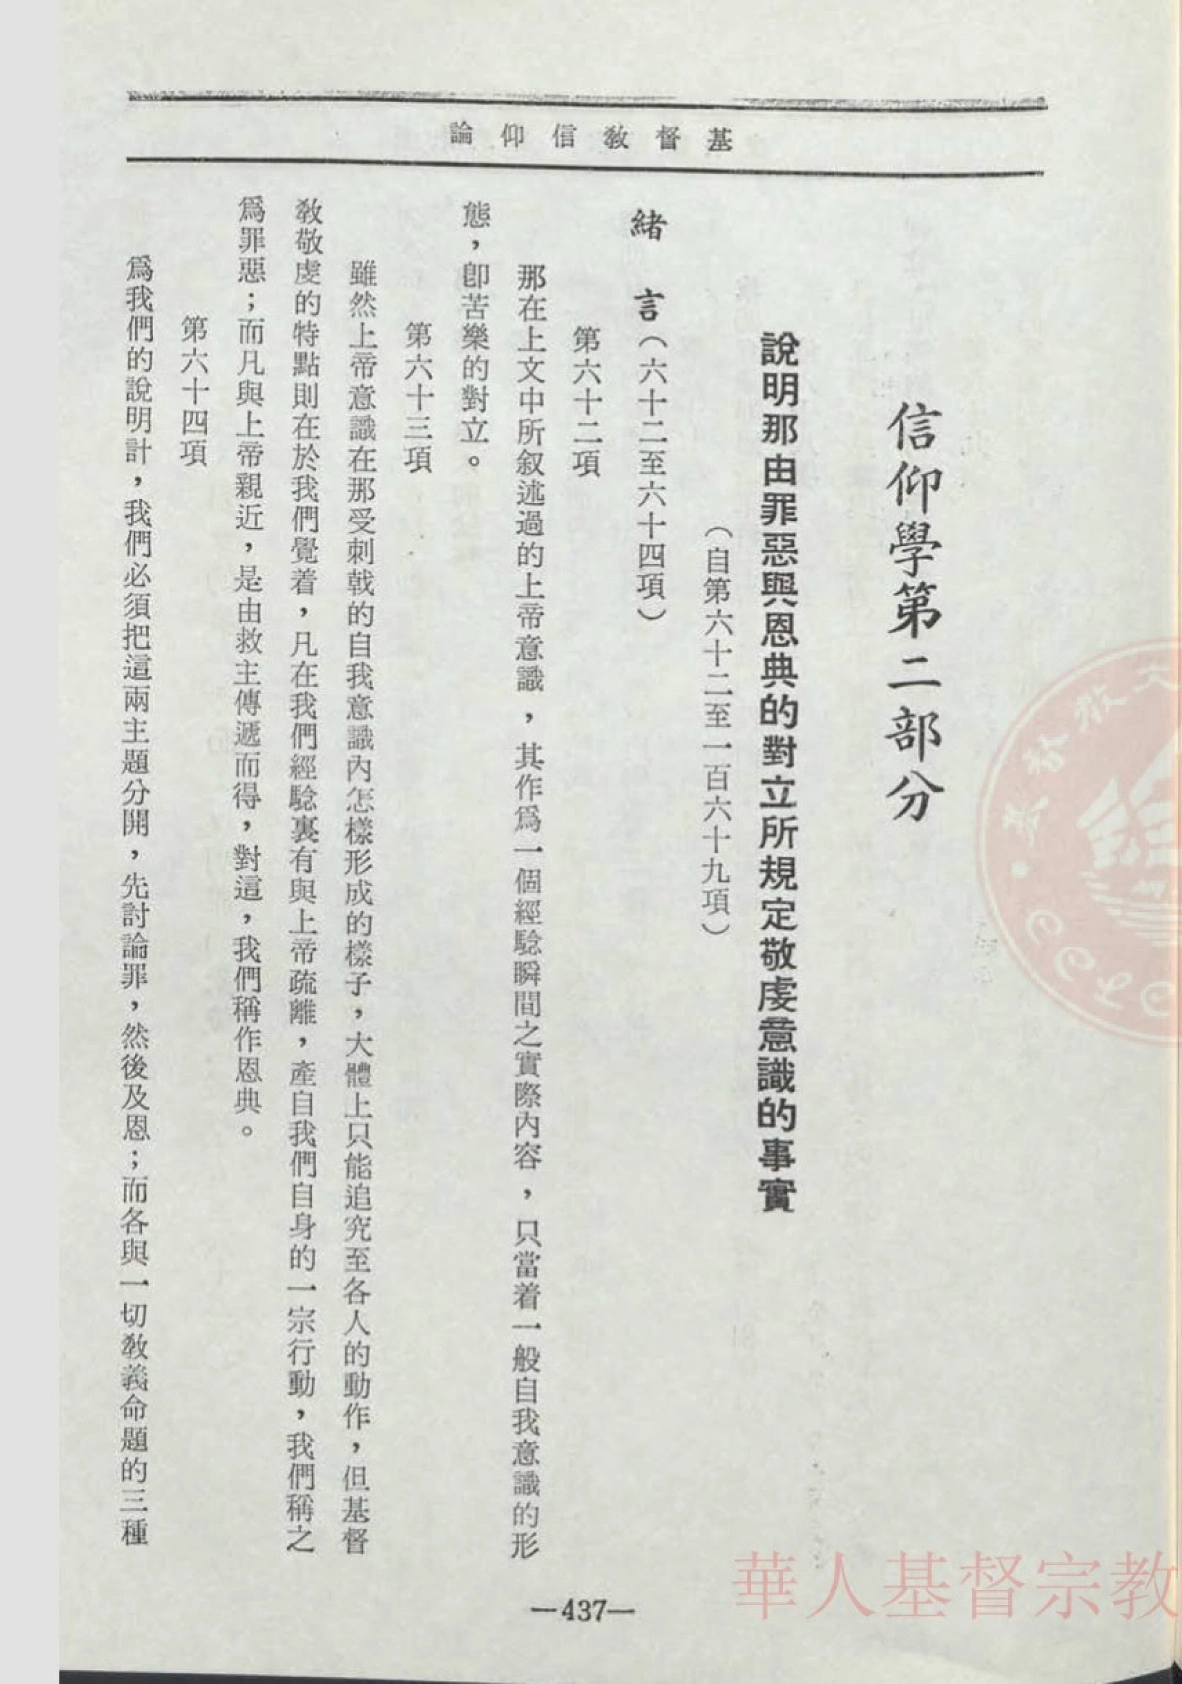 基督教信仰論
信仰學第二部分
說明那由罪惡與恩典的對立所規定敬虔意識的事實
（自第六十二至一百六十九項）
緒　言（六十二至六十四項）
第六十二項
那在上文中所叙述過的上帝意識，其作爲一個經驗瞬間之實際內容，只當着一般自我意識的形
態，卽苦樂的對立。
第六十三項
雖然上帝意識在那受刺戟的自我意識內怎樣形成的樣子，大體上只能追究至各人的動作，但基督
敎敬虔的特點則在於我們覺着，凡在我們經驗裏有與上帝疏離，產自我們自身的一宗行動，我們稱之
爲罪惡；而凡與上帝親近，是由救主傳遞而得，對這，我們稱作恩典。
第六十四項
爲我們的說明計，我們必須把這兩主題分開，先討論罪，然後及恩；而各與一切敎義命題的三種
—437—
華人基督宗教